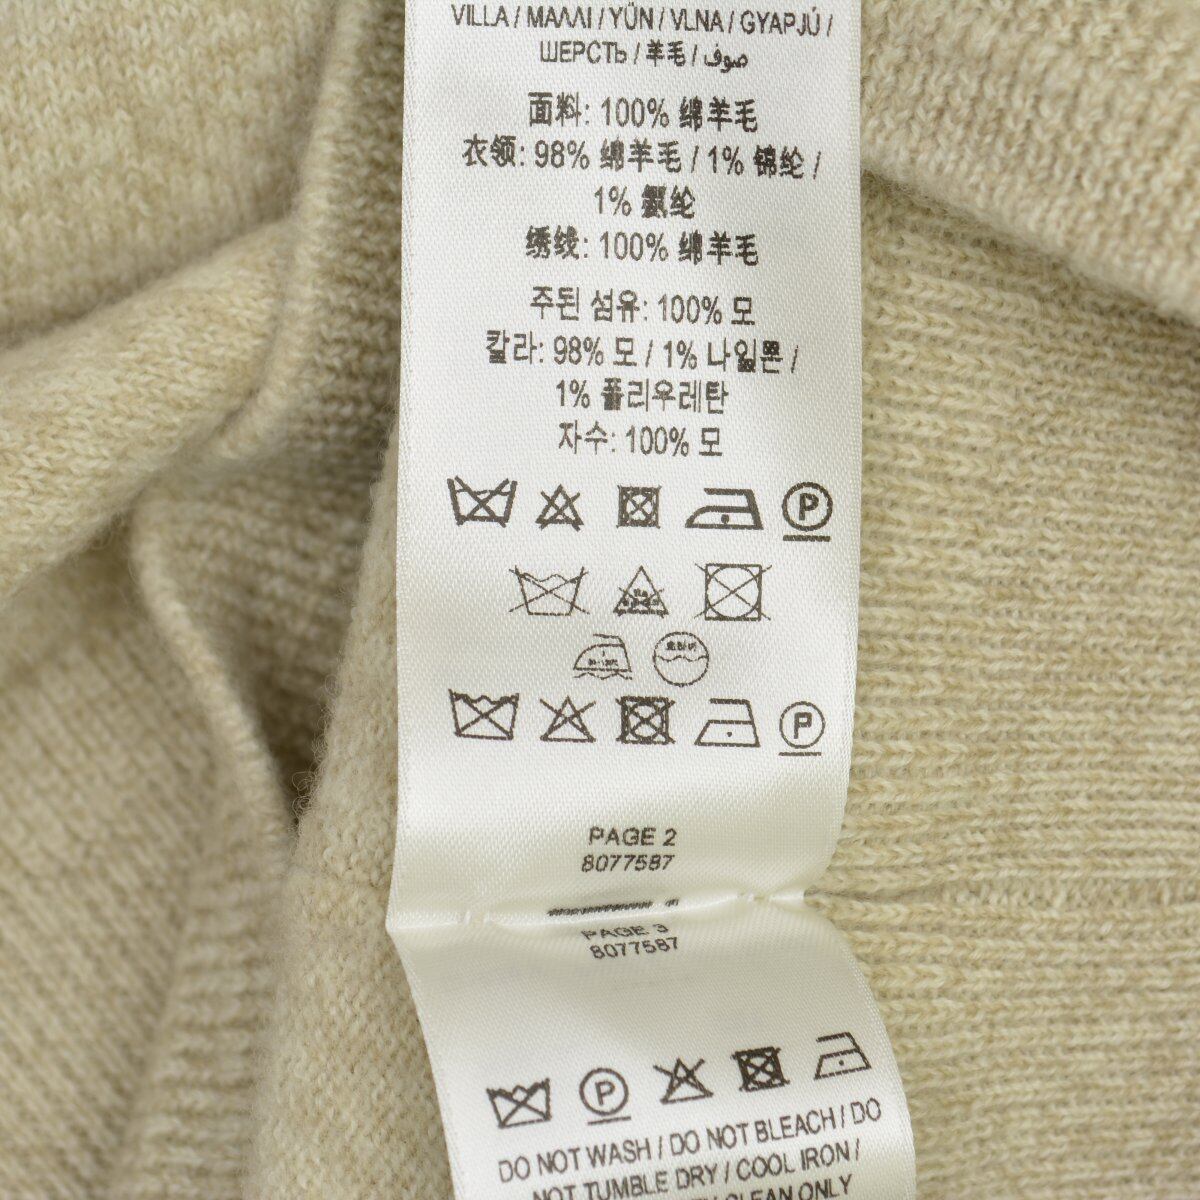 VILLA / ΜΑΛΛΙ / YÜN / VLNA / GYAPJÚ /
ШЕРСТЬ / 羊毛 / صوف
面料: 100% 绵羊毛
衣领: 98% 绵羊毛 / 1% 锦纶 /
1% 氨纶
绣线: 100% 绵羊毛
주된 섬유: 100% 모
칼라: 98% 모 / 1% 나일론 /
1% 폴리우레탄
자수: 100% 모
P
P
PAGE 2
8077587
PAGE 3
8077587
P
DO NOT WASH / DO NOT BLEACH / DO
NOT TUMBLE DRY / COOL IRON /
CLEAN ONLY